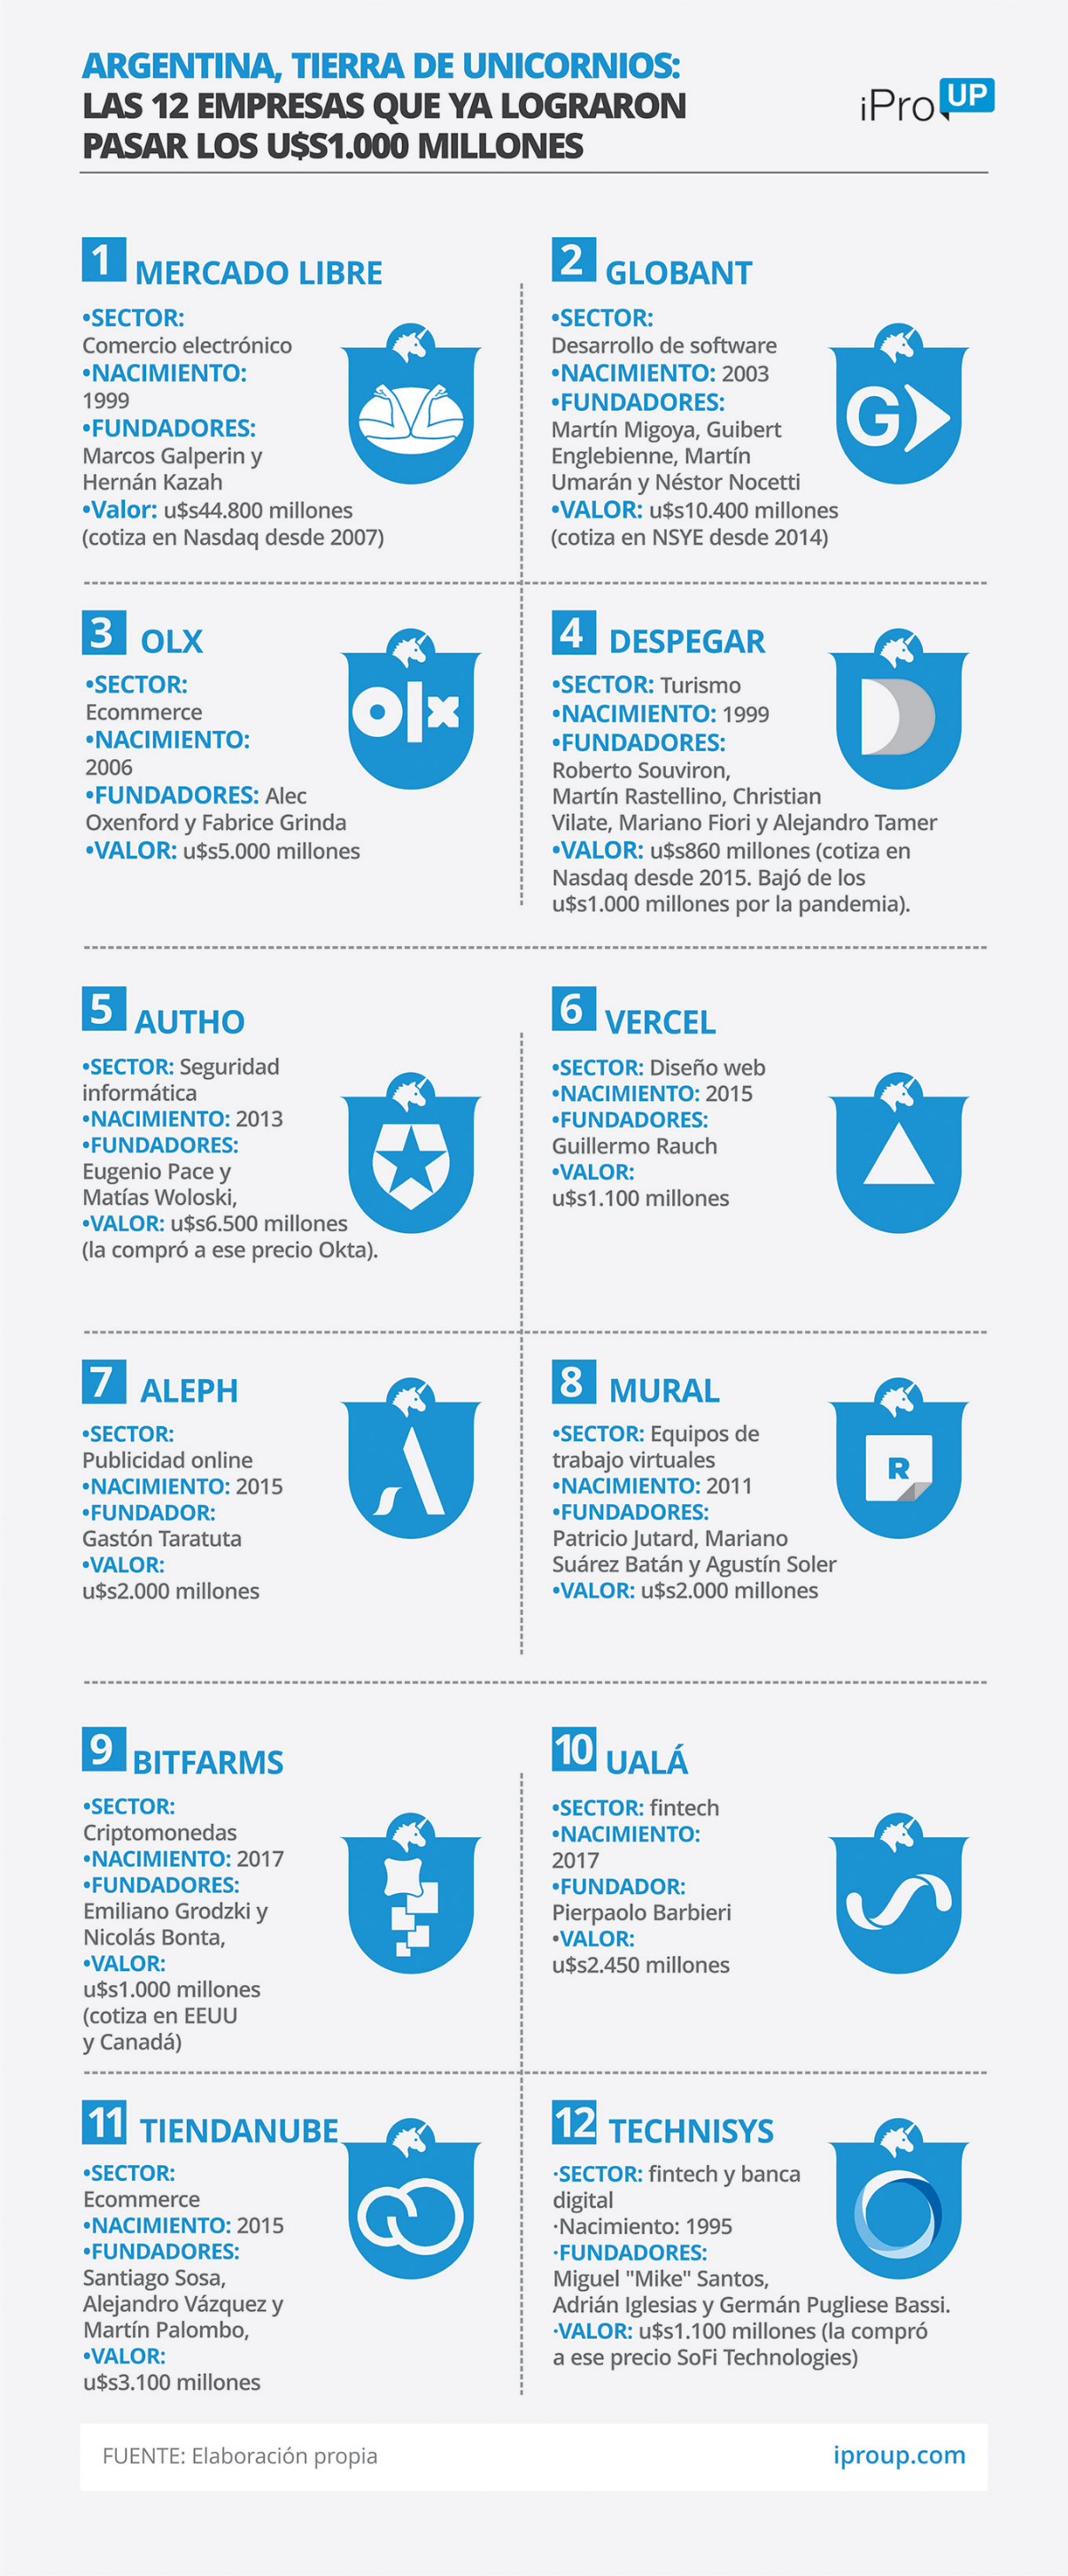 ARGENTINA, TIERRA DE UNICORNIOS:
LAS 12 EMPRESAS QUE YA LOGRARON
PASAR LOS U$S1.000 MILLONES
iPro UP
1 MERCADO LIBRE
•SECTOR:
Comercio electrónico
•NACIMIENTO:
1999
•FUNDADORES:
Marcos Galperin y
Hernán Kazah
•Valor: u$s44.800 millones
(cotiza en Nasdaq desde 2007)
2 GLOBANT
•SECTOR:
Desarrollo de software
•NACIMIENTO: 2003
•FUNDADORES:
Martín Migoya, Guibert
Englebienne, Martín
Umarán y Néstor Nocetti
•VALOR: u$s10.400 millones
(cotiza en NSYE desde 2014)
G
3 OLX
•SECTOR:
Ecommerce
•NACIMIENTO:
2006
•FUNDADORES: Alec
Oxenford y Fabrice Grinda
•VALOR: u$s5.000 millones
olx
4 DESPEGAR
•SECTOR: Turismo
•NACIMIENTO: 1999
•FUNDADORES:
Roberto Souviron,
Martín Rastellino, Christian
Vilate, Mariano Fiori y Alejandro Tamer
•VALOR: u$s860 millones (cotiza en
Nasdaq desde 2015. Bajó de los
u$s1.000 millones por la pandemia).
5 AUTHO
•SECTOR: Seguridad
informática
•NACIMIENTO: 2013
•FUNDADORES:
Eugenio Pace y
Matías Woloski,
•VALOR: u$s6.500 millones
(la compró a ese precio Okta).
6 VERCEL
•SECTOR: Diseño web
•NACIMIENTO: 2015
•FUNDADORES:
Guillermo Rauch
•VALOR:
u$s1.100 millones
7 ALEPH
•SECTOR:
Publicidad online
•NACIMIENTO: 2015
•FUNDADOR:
Gastón Taratuta
•VALOR:
u$s2.000 millones
8 MURAL
•SECTOR: Equipos de
trabajo virtuales
•NACIMIENTO: 2011
•FUNDADORES:
Patricio Jutard, Mariano
Suárez Batán y Agustín Soler
•VALOR: u$s2.000 millones
R
9 BITFARMS
•SECTOR:
Criptomonedas
•NACIMIENTO: 2017
•FUNDADORES:
Emiliano Grodzki y
Nicolás Bonta,
•VALOR:
u$s1.000 millones
(cotiza en EEUU
y Canadá)
10 UALÁ
•SECTOR: fintech
•NACIMIENTO:
2017
•FUNDADOR:
Pierpaolo Barbieri
•VALOR:
u$s2.450 millones
11 TIENDANUBE
•SECTOR:
Ecommerce
•NACIMIENTO: 2015
•FUNDADORES:
Santiago Sosa,
Alejandro Vázquez y
Martín Palombo,
•VALOR:
u$s3.100 millones
12 TECHNISYS
·SECTOR: fintech y banca
digital
·Nacimiento: 1995
·FUNDADORES:
Miguel "Mike" Santos,
Adrián Iglesias y Germán Pugliese Bassi.
·VALOR: u$s1.100 millones (la compró
a ese precio SoFi Technologies)
FUENTE: Elaboración propia
iproup.com